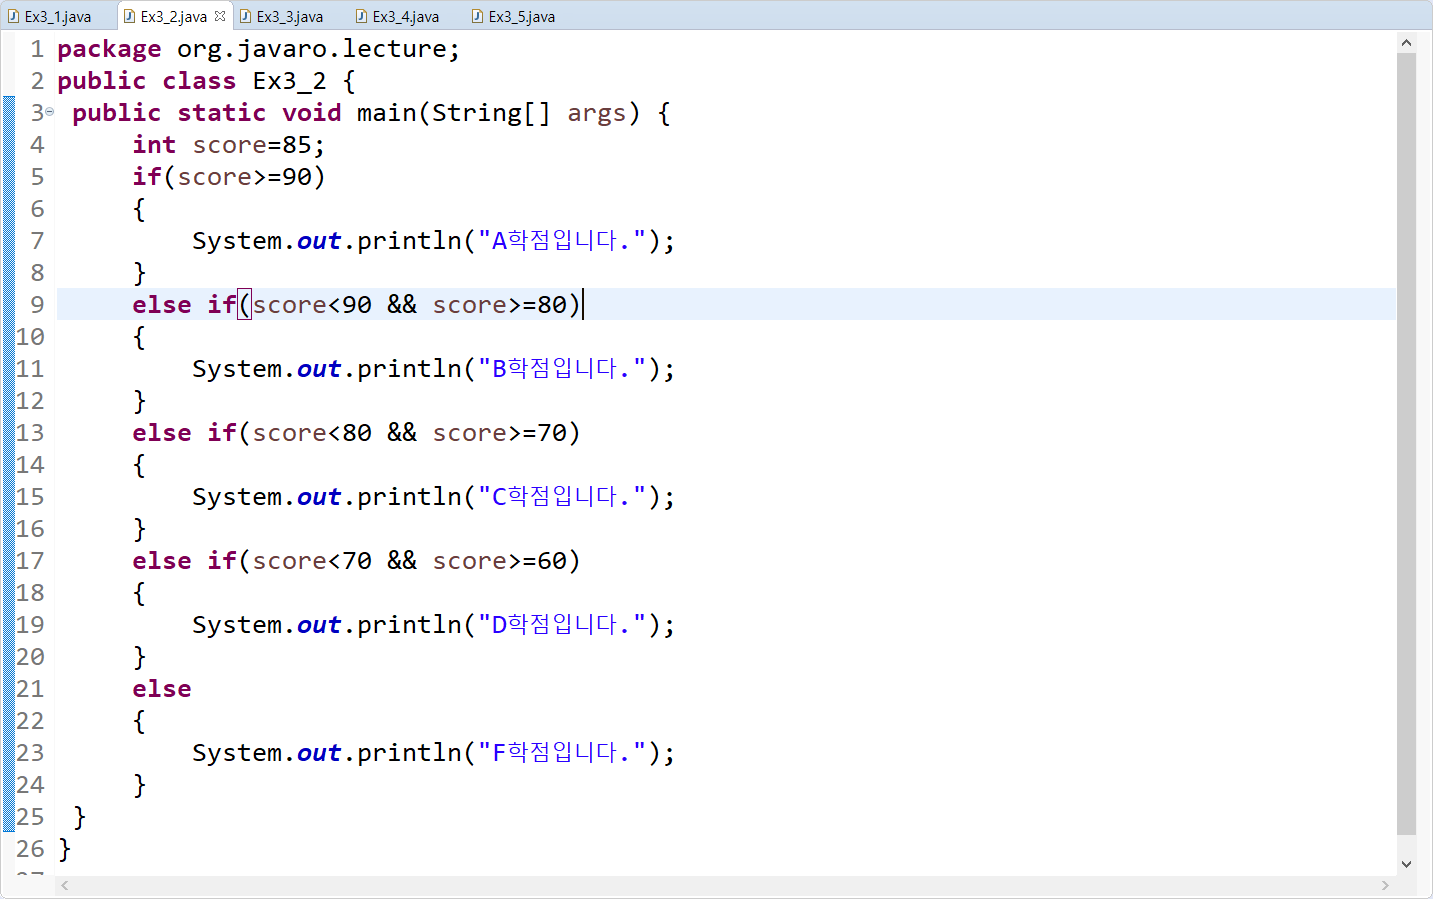 Ex3_1.java Ex3_2.java Ex3_3.java Ex3_4.java Ex3_5.java
1 package org.javaro.lecture;
2 public class Ex3_2 {
3 public static void main(String[] args) {
4 int score=85;
5 if(score>=90)
6 {
7 System.out.println("A학점입니다.");
8 }
9 else if(score<90 && score>=80)
10 {
11 System.out.println("B학점입니다.");
12 }
13 else if(score<80 && score>=70)
14 {
15 System.out.println("C학점입니다.");
16 }
17 else if(score<70 && score>=60)
18 {
19 System.out.println("D학점입니다.");
20 }
21 else
22 {
23 System.out.println("F학점입니다.");
24 }
25 }
26 }